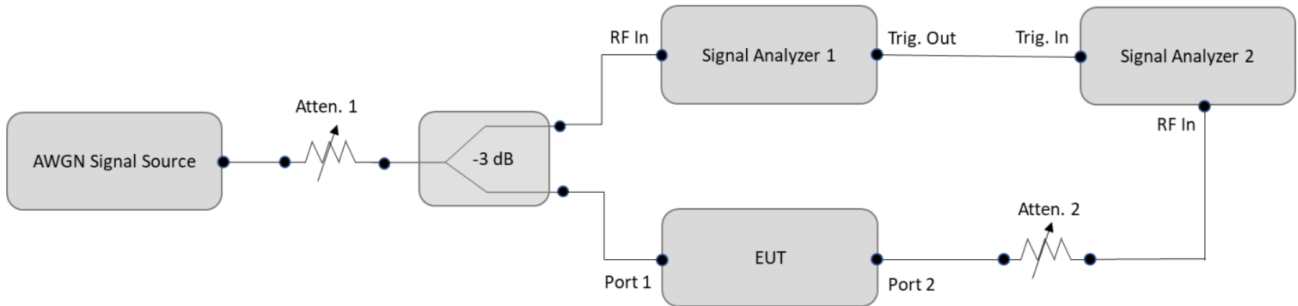 RF In
Signal Analyzer 1
Trig. Out
Trig. In
Signal Analyzer 2
RF In
AWGN Signal Source
Atten. 1
-3 dB
Port 1
EUT
Port 2
Atten. 2